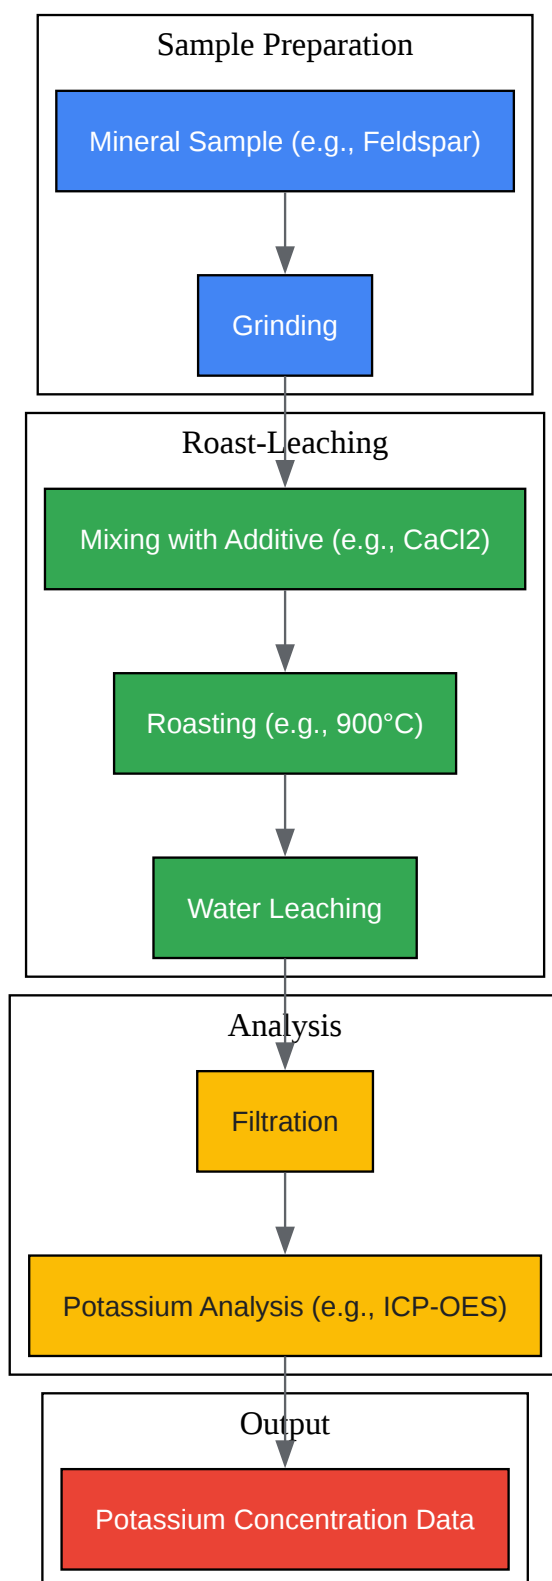 Sample Preparation
Mineral Sample (e.g., Feldspar)
Grinding
Roast-Leaching
Mixing with Additive (e.g., CaCl2)
Roasting (e.g., 900°C)
Water Leaching
Analysis
Filtration
Potassium Analysis (e.g., ICP-OES)
Output
Potassium Concentration Data